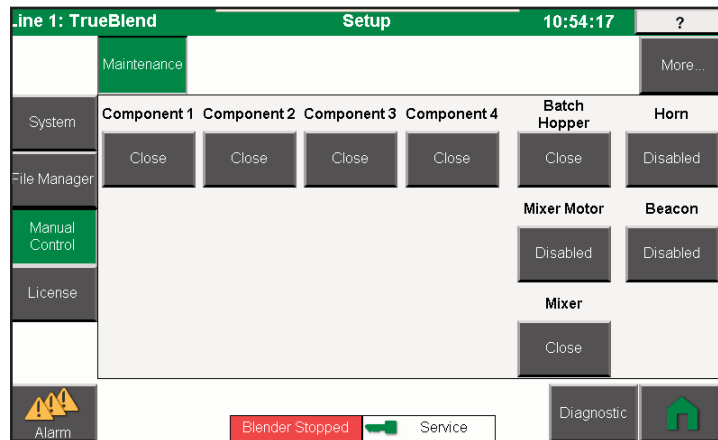 .ine 1: TrueBlend Setup 10:54:17 ?
Maintenance More...
System
File Manager
Manual
Control
License
Component 1 Component 2 Component 3 Component 4 Batch
Hopper Horn
Close Close Close Close Close Disabled
Mixer Motor Beacon
Disabled Disabled
Mixer
Close
Alarm Blender Stopped Service Diagnostic